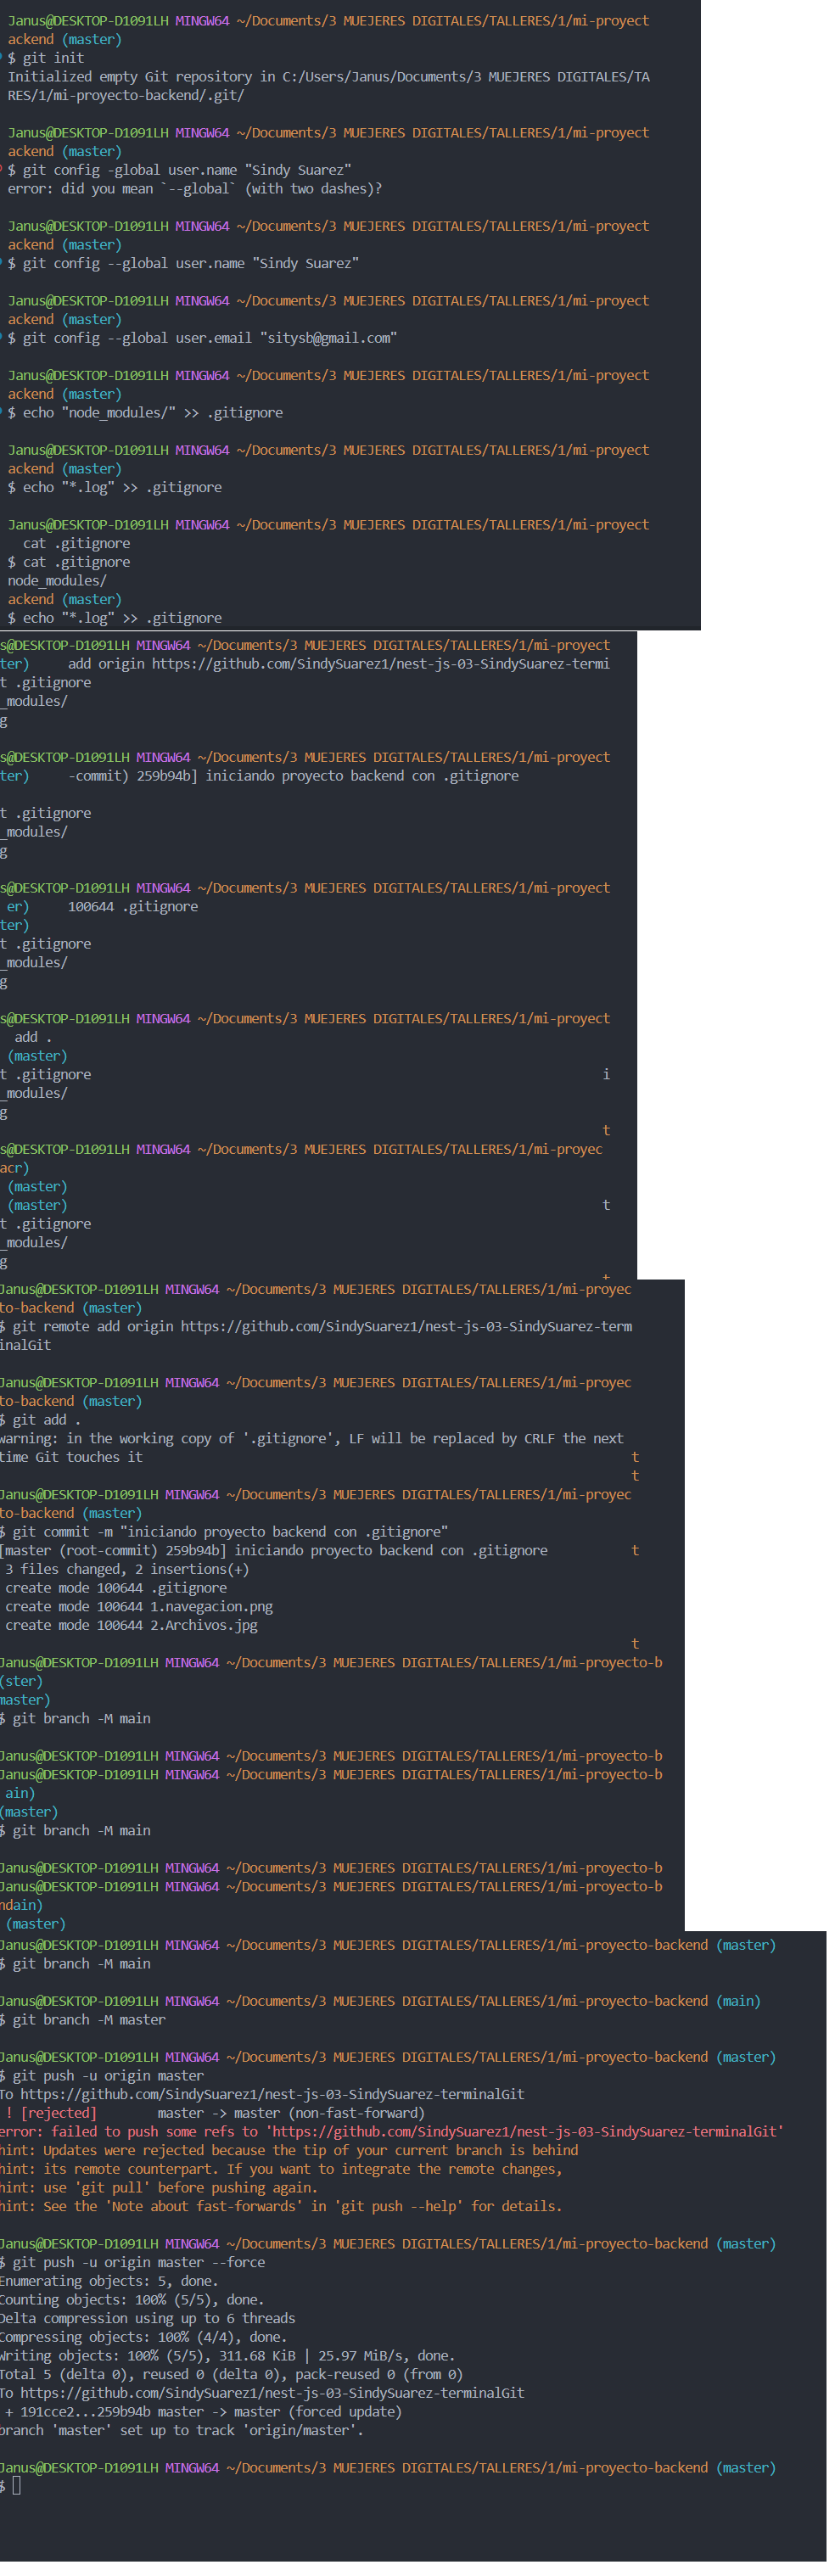 Janus@DESKTOP-D1091LH MINGW64 ~/Documents/3 MUEJERES DIGITALES/TALLERES/1/mi-proyect
ackend (master)
$ git init
Initialized empty Git repository in C:/Users/Janus/Documents/3 MUEJERES DIGITALES/TA
RES/1/mi-proyecto-backend/.git/
Janus@DESKTOP-D1091LH MINGW64 ~/Documents/3 MUEJERES DIGITALES/TALLERES/1/mi-proyect
ackend (master)
$ git config -global user.name "Sindy Suarez"
error: did you mean `--global` (with two dashes)?
Janus@DESKTOP-D1091LH MINGW64 ~/Documents/3 MUEJERES DIGITALES/TALLERES/1/mi-proyect
ackend (master)
$ git config --global user.name "Sindy Suarez"
Janus@DESKTOP-D1091LH MINGW64 ~/Documents/3 MUEJERES DIGITALES/TALLERES/1/mi-proyect
ackend (master)
$ git config --global user.email "sitysb@gmail.com"
Janus@DESKTOP-D1091LH MINGW64 ~/Documents/3 MUEJERES DIGITALES/TALLERES/1/mi-proyect
ackend (master)
$ echo "node_modules/" >> .gitignore
Janus@DESKTOP-D1091LH MINGW64 ~/Documents/3 MUEJERES DIGITALES/TALLERES/1/mi-proyect
ackend (master)
$ echo "*.log" >> .gitignore
Janus@DESKTOP-D1091LH MINGW64 ~/Documents/3 MUEJERES DIGITALES/TALLERES/1/mi-proyect
cat .gitignore
$ cat .gitignore
node_modules/
ackend (master)
$ echo "*.log" >> .gitignore
s@DESKTOP-D1091LH MINGW64 ~/Documents/3 MUEJERES DIGITALES/TALLERES/1/mi-proyect
ter) add origin https://github.com/SindySuarez1/nest-js-03-SindySuarez-termi
t .gitignore
_modules/
g
s@DESKTOP-D1091LH MINGW64 ~/Documents/3 MUEJERES DIGITALES/TALLERES/1/mi-proyect
ter) -commit) 259b94b] iniciando proyecto backend con .gitignore
t .gitignore
_modules/
g
s@DESKTOP-D1091LH MINGW64 ~/Documents/3 MUEJERES DIGITALES/TALLERES/1/mi-proyect
er) 100644 .gitignore
ter)
t .gitignore
_modules/
g
s@DESKTOP-D1091LH MINGW64 ~/Documents/3 MUEJERES DIGITALES/TALLERES/1/mi-proyect
add .
(master)
t .gitignore i
_modules/
g
t
s@DESKTOP-D1091LH MINGW64 ~/Documents/3 MUEJERES DIGITALES/TALLERES/1/mi-proyec
acr)
(master)
(master) t
t .gitignore
_modules/
g
Janus@DESKTOP-D1091LH MINGW64 ~/Documents/3 MUEJERES DIGITALES/TALLERES/1/mi-proyec
to-backend (master)
$ git remote add origin https://github.com/SindySuarez1/nest-js-03-SindySuarez-term
inalGit
Janus@DESKTOP-D1091LH MINGW64 ~/Documents/3 MUEJERES DIGITALES/TALLERES/1/mi-proyec
to-backend (master)
$ git add .
warning: in the working copy of '.gitignore', LF will be replaced by CRLF the next
time Git touches it t
t
Janus@DESKTOP-D1091LH MINGW64 ~/Documents/3 MUEJERES DIGITALES/TALLERES/1/mi-proyec
to-backend (master)
$ git commit -m "iniciando proyecto backend con .gitignore"
[master (root-commit) 259b94b] iniciando proyecto backend con .gitignore t
3 files changed, 2 insertions(+)
create mode 100644 .gitignore
create mode 100644 1.navegacion.png
create mode 100644 2.Archivos.jpg
t
Janus@DESKTOP-D1091LH MINGW64 ~/Documents/3 MUEJERES DIGITALES/TALLERES/1/mi-proyecto-b
(ster)
master)
$ git branch -M main
Janus@DESKTOP-D1091LH MINGW64 ~/Documents/3 MUEJERES DIGITALES/TALLERES/1/mi-proyecto-b
Janus@DESKTOP-D1091LH MINGW64 ~/Documents/3 MUEJERES DIGITALES/TALLERES/1/mi-proyecto-b
ain)
(master)
$ git branch -M main
Janus@DESKTOP-D1091LH MINGW64 ~/Documents/3 MUEJERES DIGITALES/TALLERES/1/mi-proyecto-b
Janus@DESKTOP-D1091LH MINGW64 ~/Documents/3 MUEJERES DIGITALES/TALLERES/1/mi-proyecto-b
ndain)
(master)
Janus@DESKTOP-D1091LH MINGW64 ~/Documents/3 MUEJERES DIGITALES/TALLERES/1/mi-proyecto-backend (master)
$ git branch -M main
Janus@DESKTOP-D1091LH MINGW64 ~/Documents/3 MUEJERES DIGITALES/TALLERES/1/mi-proyecto-backend (main)
$ git branch -M master
Janus@DESKTOP-D1091LH MINGW64 ~/Documents/3 MUEJERES DIGITALES/TALLERES/1/mi-proyecto-backend (master)
$ git push -u origin master
To https://github.com/SindySuarez1/nest-js-03-SindySuarez-terminalGit
! [rejected] master -> master (non-fast-forward)
error: failed to push some refs to 'https://github.com/SindySuarez1/nest-js-03-SindySuarez-terminalGit'
hint: Updates were rejected because the tip of your current branch is behind
hint: its remote counterpart. If you want to integrate the remote changes,
hint: use 'git pull' before pushing again.
hint: See the 'Note about fast-forwards' in 'git push --help' for details.
Janus@DESKTOP-D1091LH MINGW64 ~/Documents/3 MUEJERES DIGITALES/TALLERES/1/mi-proyecto-backend (master)
$ git push -u origin master --force
Enumerating objects: 5, done.
Counting objects: 100% (5/5), done.
Delta compression using up to 6 threads
Compressing objects: 100% (4/4), done.
Writing objects: 100% (5/5), 311.68 KiB | 25.97 MiB/s, done.
Total 5 (delta 0), reused 0 (delta 0), pack-reused 0 (from 0)
To https://github.com/SindySuarez1/nest-js-03-SindySuarez-terminalGit
+ 191cce2...259b94b master -> master (forced update)
branch 'master' set up to track 'origin/master'.
Janus@DESKTOP-D1091LH MINGW64 ~/Documents/3 MUEJERES DIGITALES/TALLERES/1/mi-proyecto-backend (master)
$